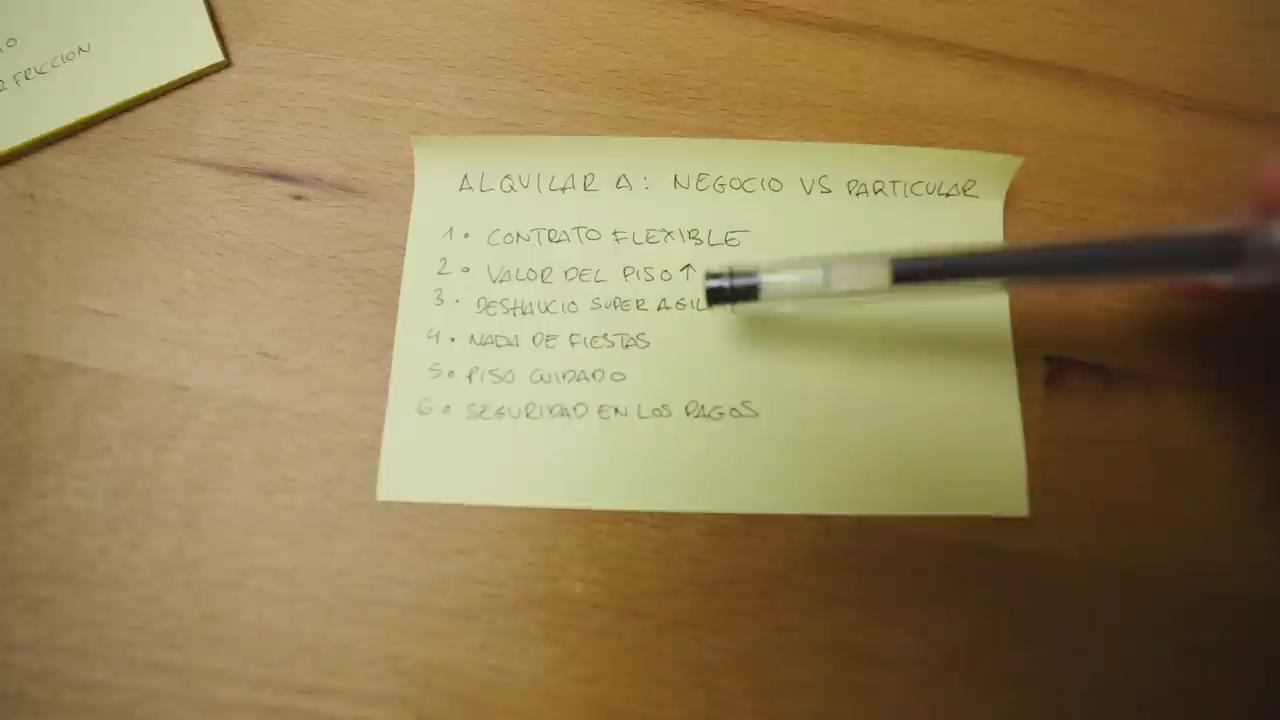 FRICCION
ALQUILAR A: NEGOCIO VS PARTICULAR
1. CONTRATO FLEXIBLE
2. VALOR DEL PISO ↑
3. DESHAUCIO SUPER AGIL
4. NADA DE FIESTAS
5. PISO CUIDADO
6. SEGURIDAD EN LOS PAGOS